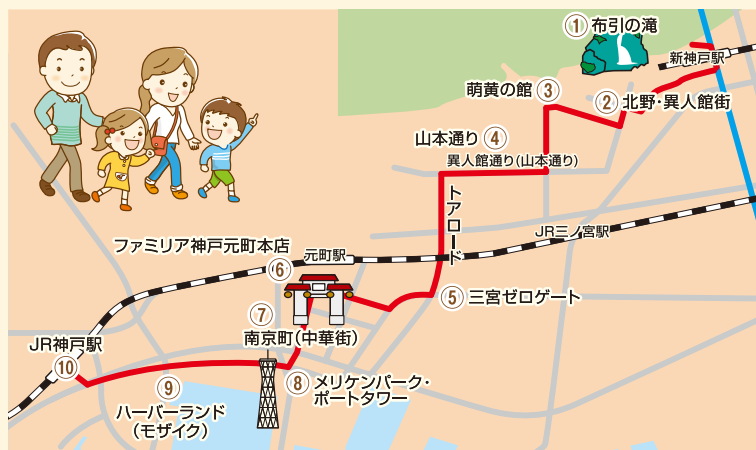 ① 布引の滝
新神戸駅
② 北野・異人館街
萌黄の館 ③
山本通り ④
異人館通り(山本通り)
トアロード
JR三ノ宮駅
⑤ 三宮ゼロゲート
ファミリア神戸元町本店
⑥
元町駅
⑦
南京町(中華街)
⑧ メリケンパーク・
ポートタワー
⑨
ハーバーランド
(モザイク)
JR神戸駅
⑩